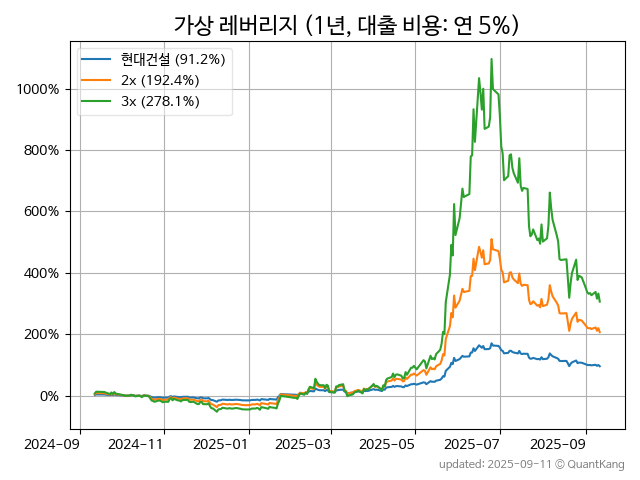 가상 레버리지 (1년, 대출 비용: 연 5%)
현대건설 (91.2%)
2x (192.4%)
3x (278.1%)
1000%
800%
600%
400%
200%
0%
2024-09 2024-11 2025-01 2025-03 2025-05 2025-07 2025-09
updated: 2025-09-11 © QuantKang